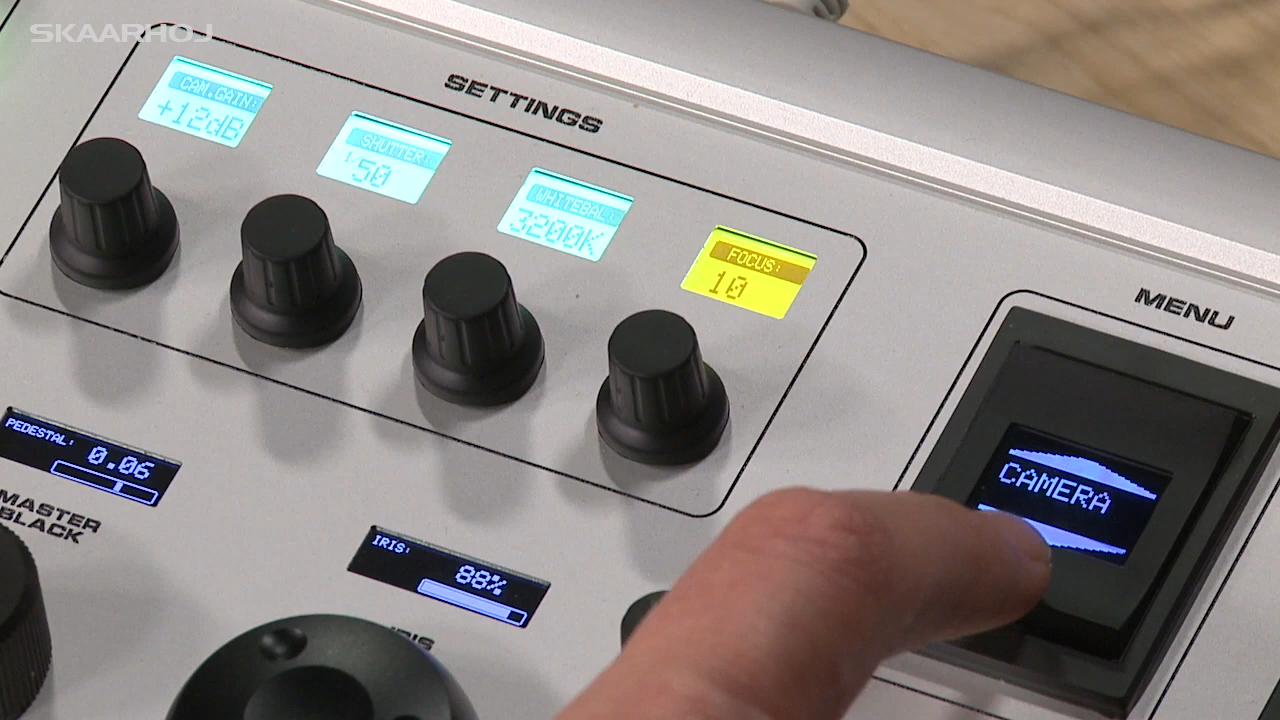 SKAARHOJ
SETTINGS
CAM.GAIN:
+12dB
SHUTTER:
1/50
WHITEBAL:
3200K
FOCUS:
10
MENU
CAMERA
PEDESTAL:
0.06
MASTER
BLACK
IRIS:
88%
IRIS